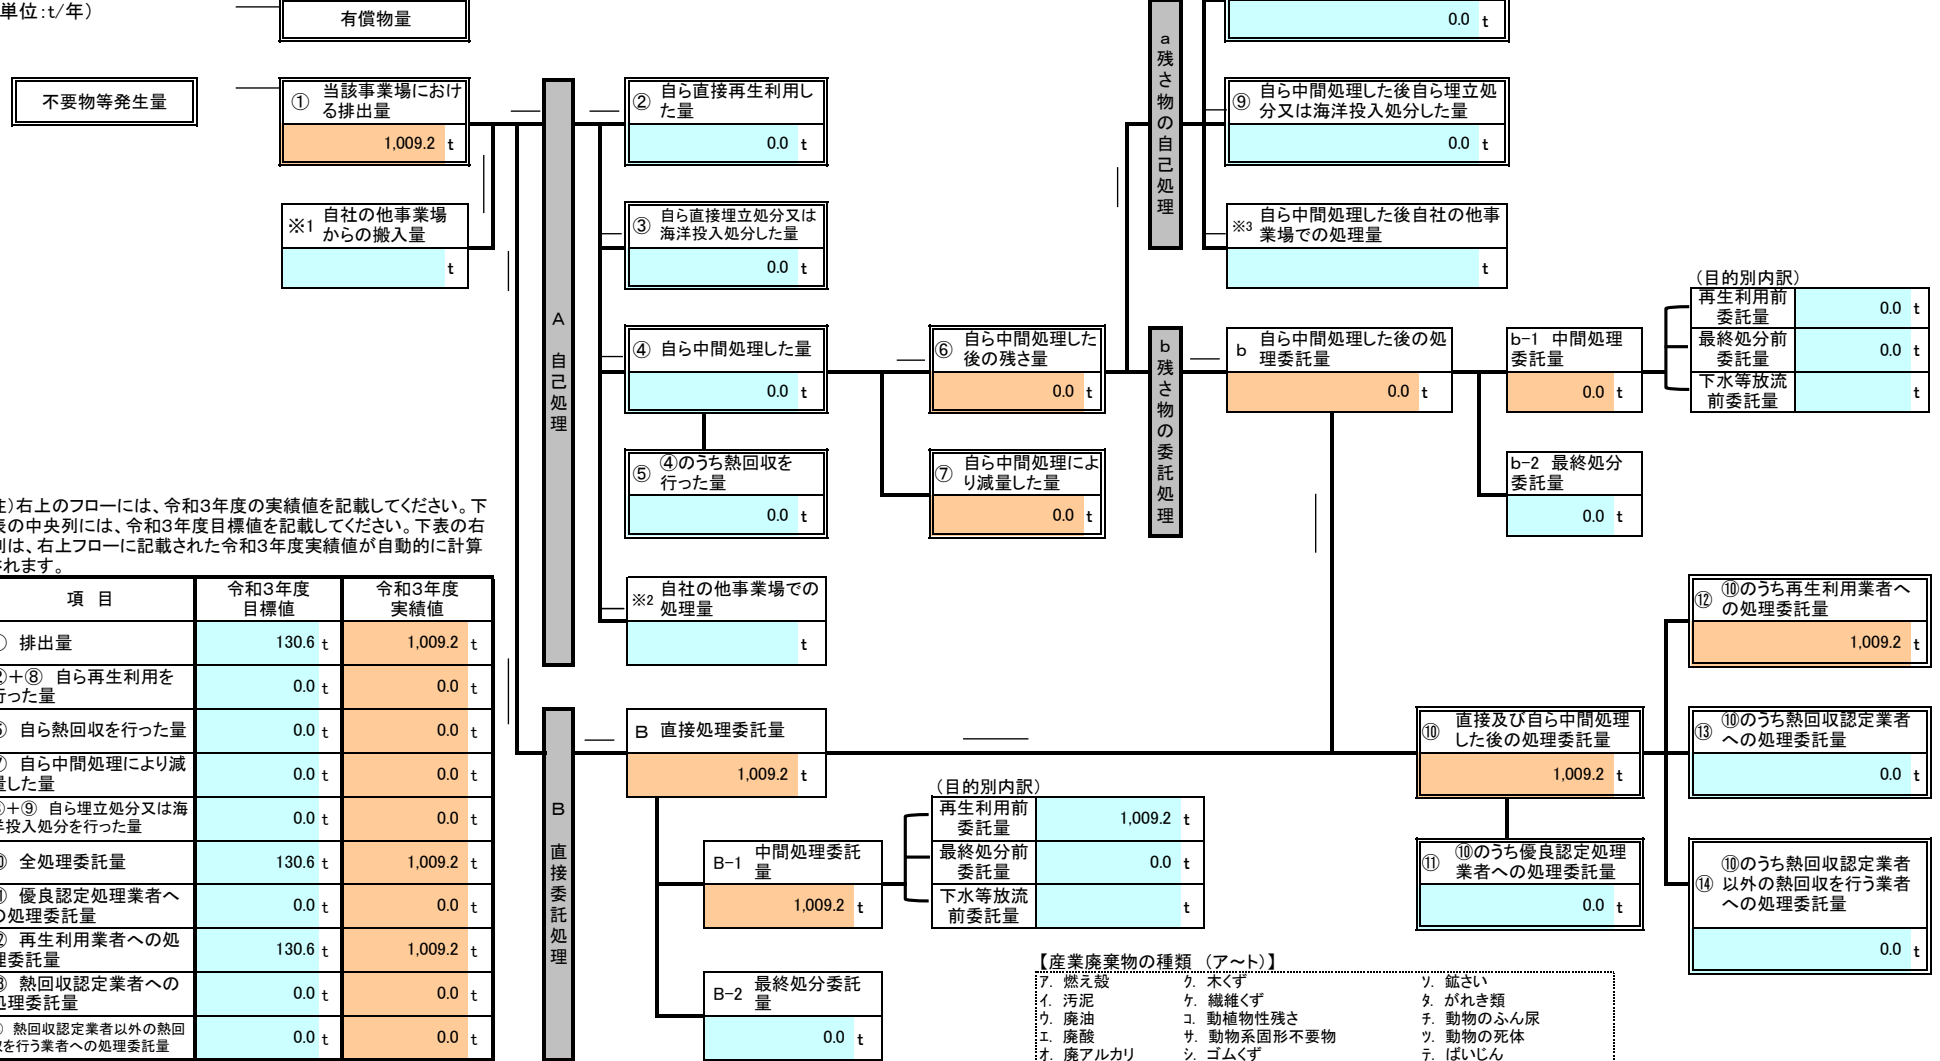 単位:t/年)
有償物量
0.0 t
不要物等発生量
① 当該事業場におけ
る排出量
1,009.2 t
※1 自社の他事業場
からの搬入量
t
A 自己処理
② 自ら直接再生利用し
た量
0.0 t
③ 自ら直接埋立処分又は
海洋投入処分した量
0.0 t
④ 自ら中間処理した量
0.0 t
⑤ ④のうち熱回収を
行った量
0.0 t
※2 自社の他事業場での
処理量
t
⑥ 自ら中間処理した
後の残さ量
0.0 t
⑦ 自ら中間処理によ
り減量した量
0.0 t
a 残さ物の自己処理
⑨ 自ら中間処理した後自ら埋立処
分又は海洋投入処分した量
0.0 t
※3 自ら中間処理した後自社の他事
業場での処理量
t
b 残さ物の委託処理
b 自ら中間処理した後の処
理委託量
0.0 t
b-1 中間処理
委託量
0.0 t
(目的別内訳)
再生利用前
委託量
0.0 t
最終処分前
委託量
0.0 t
下水等放流
前委託量
t
b-2 最終処分
委託量
0.0 t
)右上のフローには、令和3年度の実績値を記載してください。下
の中央列には、令和3年度目標値を記載してください。下表の右
は、右上フローに記載された令和3年度実績値が自動的に計算
れます。
項 目
令和3年度
目標値
令和3年度
実績値
排出量
130.6 t
1,009.2 t
+⑧ 自ら再生利用を
った量
0.0 t
0.0 t
自ら熱回収を行った量
0.0 t
0.0 t
自ら中間処理により減
した量
0.0 t
0.0 t
+⑨ 自ら埋立処分又は海
投入処分を行った量
0.0 t
0.0 t
全処理委託量
130.6 t
1,009.2 t
優良認定処理業者へ
の処理委託量
0.0 t
0.0 t
再生利用業者への処
理委託量
130.6 t
1,009.2 t
熱回収認定業者への
処理委託量
0.0 t
0.0 t
熱回収認定業者以外の熱回
収を行う業者への処理委託量
0.0 t
0.0 t
B 直接委託処理
B 直接処理委託量
1,009.2 t
B-1 中間処理委託
量
1,009.2 t
(目的別内訳)
再生利用前
委託量
1,009.2 t
最終処分前
委託量
0.0 t
下水等放流
前委託量
t
B-2 最終処分委託
量
0.0 t
⑩ 直接及び自ら中間処理
した後の処理委託量
1,009.2 t
⑪ ⑩のうち優良認定処理
業者への処理委託量
0.0 t
⑫ ⑩のうち再生利用業者へ
の処理委託量
1,009.2 t
⑬ ⑩のうち熱回収認定業者
への処理委託量
0.0 t
⑭ ⑩のうち熱回収認定業者
以外の熱回収を行う業者
への処理委託量
0.0 t
【産業廃棄物の種類 (ア~ト)】
ア. 燃え殻 ク. 木くず ソ. 鉱さい
イ. 汚泥 ケ. 繊維くず タ. がれき類
ウ. 廃油 コ. 動植物性残さ チ. 動物のふん尿
エ. 廃酸 サ. 動物系固形不要物 ツ. 動物の死体
オ. 廃アルカリ シ. ゴムくず テ. ばいじん